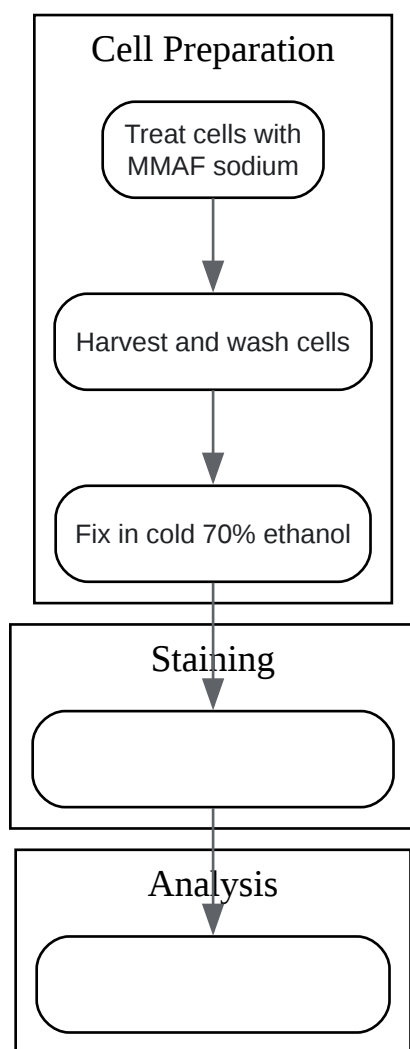 Cell Preparation
Treat cells with
MMAF sodium
Harvest and wash cells
Fix in cold 70% ethanol
Staining
Analysis